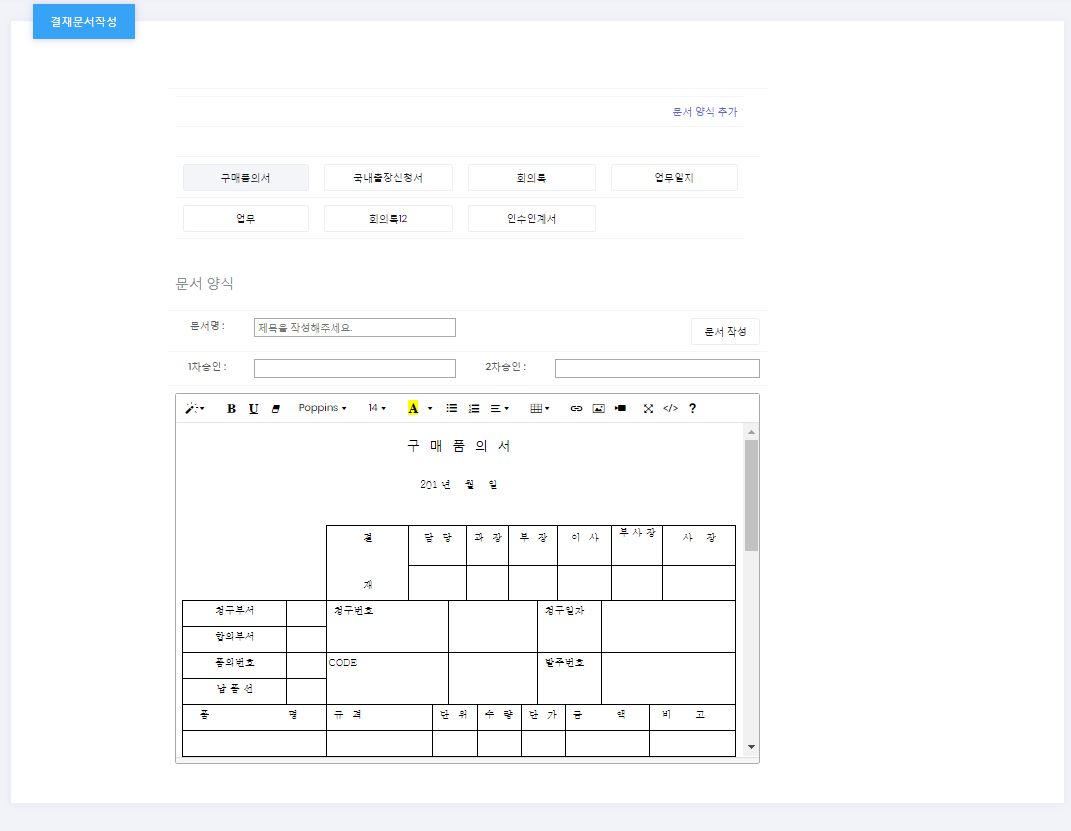 결재문서작성
문서 양식 추가
구매품의서 국내출장신청서 회의록 업무일지
업무 회의록12 인수인계서
문서 양식
문서명 : 제목을 작성해주세요. 문서 작성
1차승인 : 2차승인 :
B U Poppins 14 A </> ?
구 매 품 의 서
201 년 월 일
결 담 당 과 장 부 장 이 사 부 사 장 사 장
재
청구부서 청구번호 청구일자
합의부서
품의번호 CODE 발주번호
납 품 선
품 명 규 격 단 위 수 량 단 가 금 액 비 고